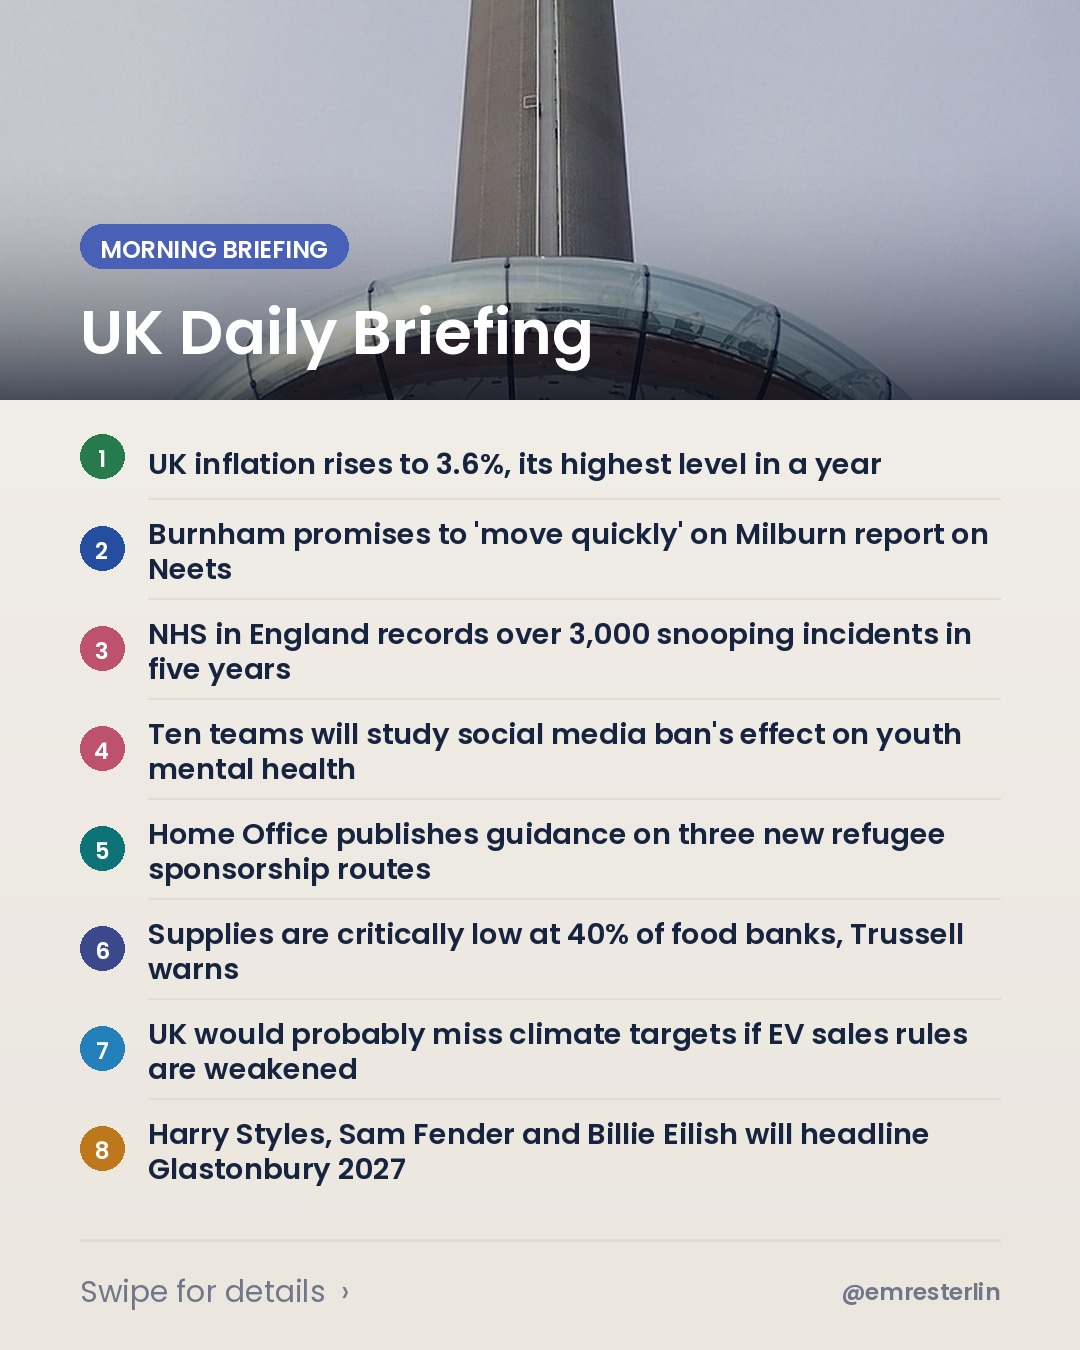 MORNING BRIEFING
UK Daily Briefing
1
UK inflation rises to 3.6%, its highest level in a year
2
Burnham promises to 'move quickly' on Milburn report on
Neets
3
NHS in England records over 3,000 snooping incidents in
five years
4
Ten teams will study social media ban's effect on youth
mental health
5
Home Office publishes guidance on three new refugee
sponsorship routes
6
Supplies are critically low at 40% of food banks, Trussell
warns
7
UK would probably miss climate targets if EV sales rules
are weakened
8
Harry Styles, Sam Fender and Billie Eilish will headline
Glastonbury 2027
Swipe for details ›
@emresterlin